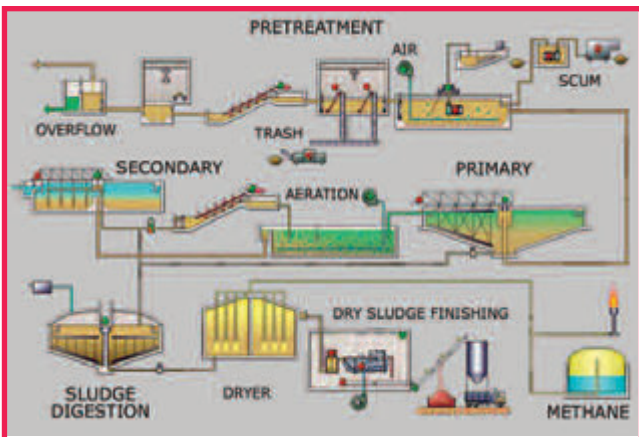 PRETREATMENT
AIR
SCUM
OVERFLOW
TRASH
SECONDARY
PRIMARY
AERATION
DRY SLUDGE FINISHING
SLUDGE
DIGESTION
DRYER
METHANE